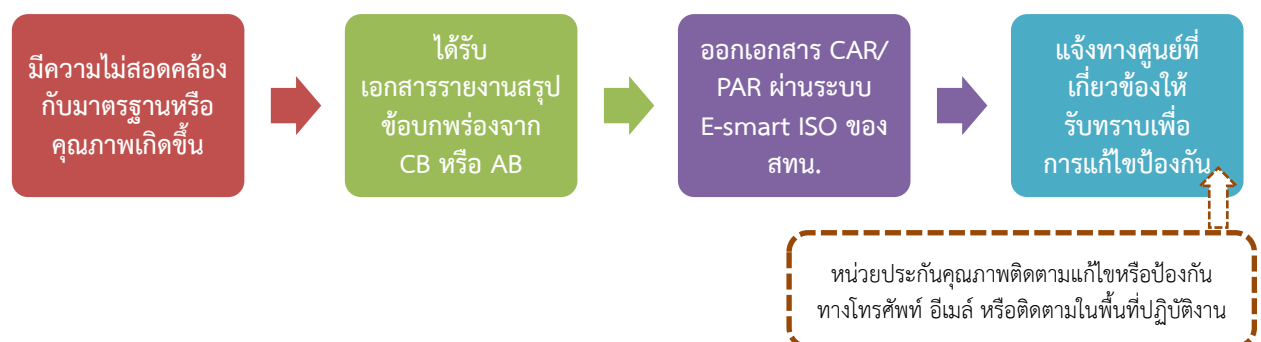 มีความไม่สอดคล้อง
กับมาตรฐานหรือ
คุณภาพเกิดขึ้น
ได้รับ
เอกสารรายงานสรุป
ข้อบกพร่องจาก
CB หรือ AB
ออกเอกสาร CAR/
PAR ผ่านระบบ
E-smart ISO ของ
สทน.
แจ้งทางศูนย์ที่
เกี่ยวข้องให้
รับทราบเพื่อ
การแก้ไขป้องกัน
หน่วยประกันคุณภาพติดตามแก้ไขหรือป้องกัน
ทางโทรศัพท์ อีเมล์ หรือติดตามในพื้นที่ปฏิบัติงาน